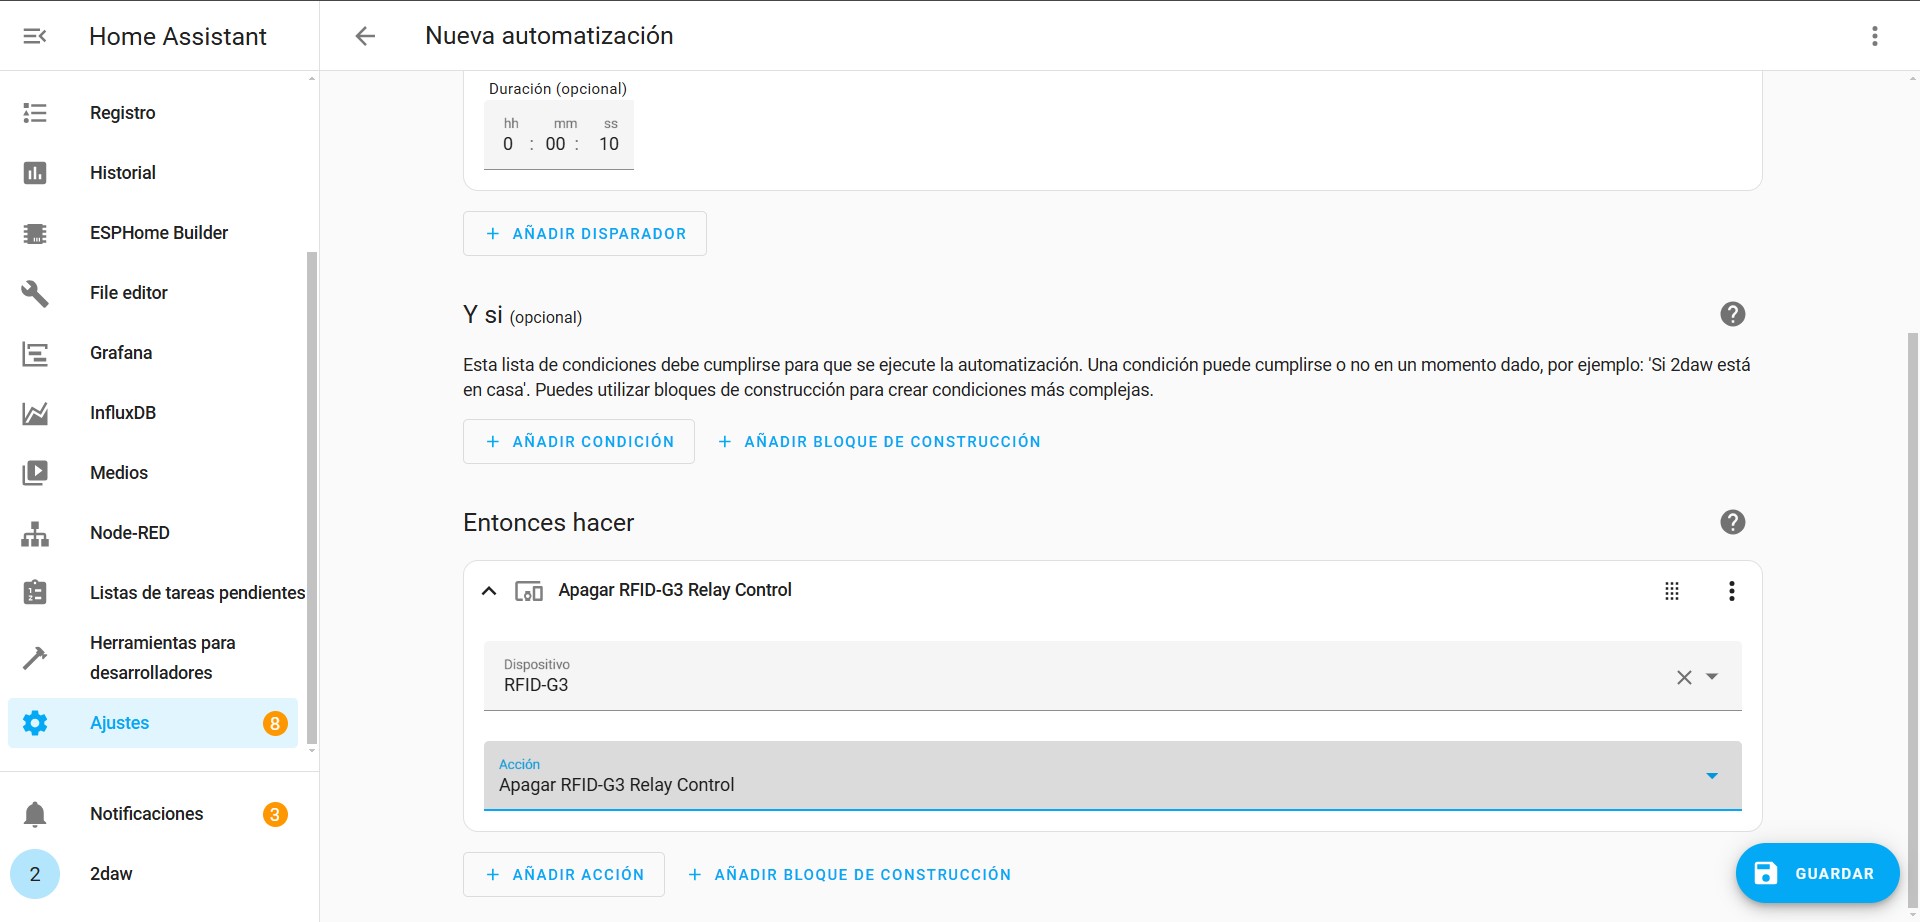 Home Assistant
Nueva automatización
Registro
Historial
ESPHome Builder
File editor
Grafana
InfluxDB
Medios
Node-RED
Listas de tareas pendientes
Herramientas para
desarrolladores
Ajustes 8
Notificaciones 3
2 2daw
Duración (opcional)
hh mm ss
0 : 00 : 10
+ AÑADIR DISPARADOR
Y si (opcional)
Esta lista de condiciones debe cumplirse para que se ejecute la automatización. Una condición puede cumplirse o no en un momento dado, por ejemplo: 'Si 2daw está
en casa'. Puedes utilizar bloques de construcción para crear condiciones más complejas.
+ AÑADIR CONDICIÓN + AÑADIR BLOQUE DE CONSTRUCCIÓN
Entonces hacer
Apagar RFID-G3 Relay Control
Dispositivo
RFID-G3
Acción
Apagar RFID-G3 Relay Control
+ AÑADIR ACCIÓN + AÑADIR BLOQUE DE CONSTRUCCIÓN
GUARDAR